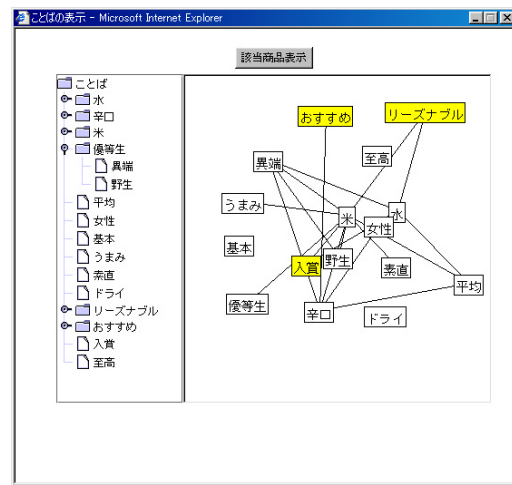 ことばの表示 - Microsoft Internet Explorer
該当商品表示
ことば
水
辛口
米
優等生
異端
野生
平均
女性
基本
うまみ
素直
ドライ
リーズナブル
おすすめ
入賞
至高
おすすめ
リーズナブル
至高
異端
うまみ
米
水
女性
基本
入賞
野生
素直
平均
優等生
辛口
ドライ